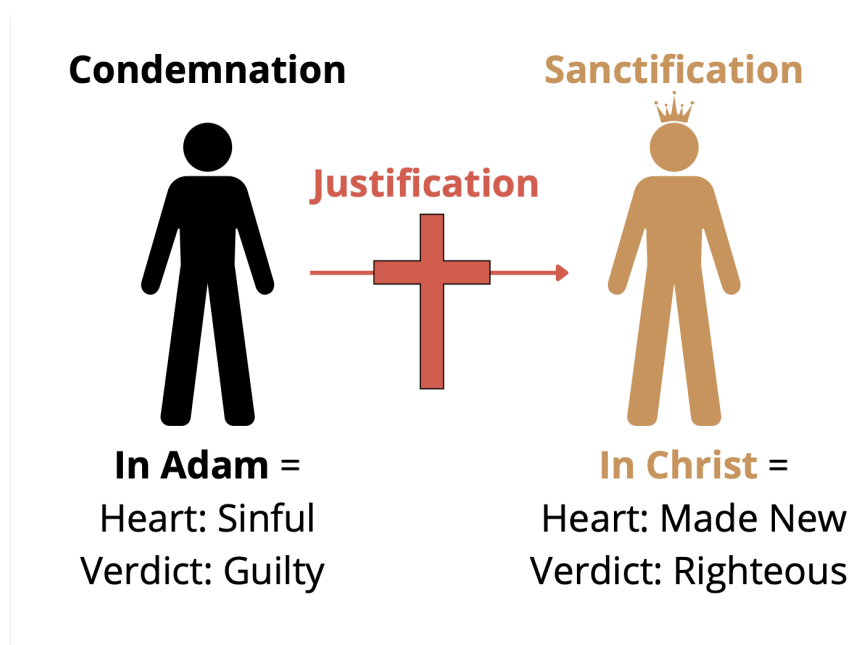 Condemnation
Sanctification
Justification
In Adam =
Heart: Sinful
Verdict: Guilty
In Christ =
Heart: Made New
Verdict: Righteous